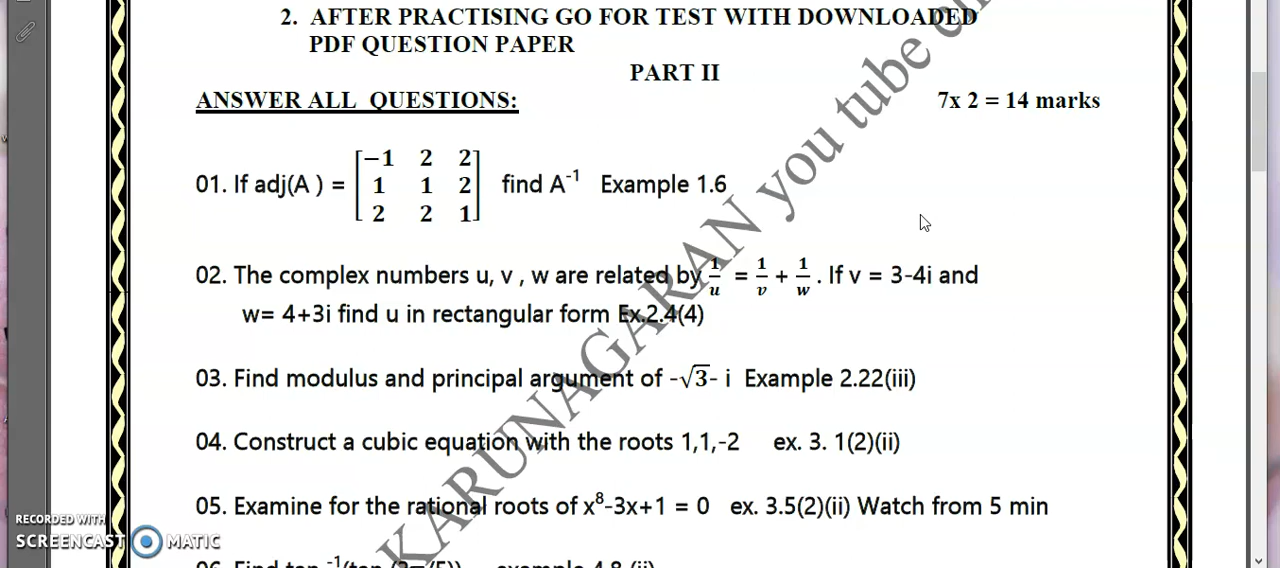 2. AFTER PRACTISING GO FOR TEST WITH DOWNLOADED
PDF QUESTION PAPER
PART II
ANSWER ALL QUESTIONS:
7x 2 = 14 marks
01. If adj(A ) = [−1 2 2; 1 1 2; 2 2 1] find A⁻¹ Example 1.6
02. The complex numbers u, v , w are related by 1/u = 1/v + 1/w . If v = 3-4i and
w= 4+3i find u in rectangular form Ex.2.4(4)
03. Find modulus and principal argument of -√3- i Example 2.22(iii)
04. Construct a cubic equation with the roots 1,1,-2 ex. 3. 1(2)(ii)
05. Examine for the rational roots of x⁸-3x+1 = 0 ex. 3.5(2)(ii) Watch from 5 min
KARUNAGARAN you tube
RECORDED WITH
SCREENCAST MATIC